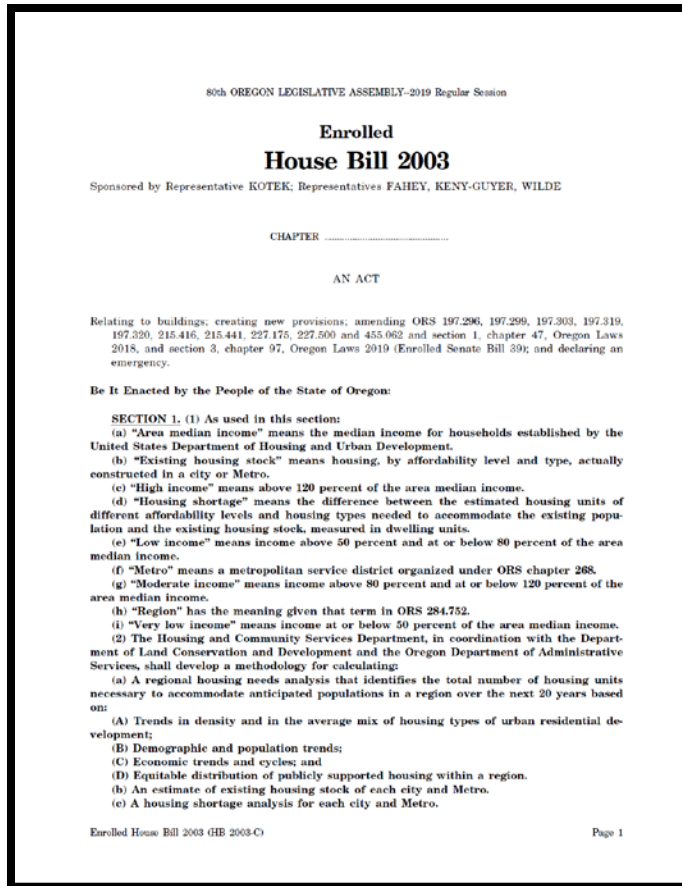 80th OREGON LEGISLATIVE ASSEMBLY--2019 Regular Session
Enrolled
House Bill 2003
Sponsored by Representative KOTEK; Representatives FAHEY, KENY-GUYER, WILDE
CHAPTER .................................................
AN ACT
Relating to buildings; creating new provisions; amending ORS 197.296, 197.299, 197.303, 197.319,
197.320, 215.416, 215.441, 227.175, 227.500 and 455.062 and section 1, chapter 47, Oregon Laws
2018, and section 3, chapter 97, Oregon Laws 2019 (Enrolled Senate Bill 39); and declaring an
emergency.
Be It Enacted by the People of the State of Oregon:
SECTION 1. (1) As used in this section:
(a) “Area median income” means the median income for households established by the
United States Department of Housing and Urban Development.
(b) “Existing housing stock” means housing, by affordability level and type, actually
constructed in a city or Metro.
(c) “High income” means above 120 percent of the area median income.
(d) “Housing shortage” means the difference between the estimated housing units of
different affordability levels and housing types needed to accommodate the existing popu-
lation and the existing housing stock, measured in dwelling units.
(e) “Low income” means income above 50 percent and at or below 80 percent of the area
median income.
(f) “Metro” means a metropolitan service district organized under ORS chapter 268.
(g) “Moderate income” means income above 80 percent and at or below 120 percent of the
area median income.
(h) “Region” has the meaning given that term in ORS 284.752.
(i) “Very low income” means income at or below 50 percent of the area median income.
(2) The Housing and Community Services Department, in coordination with the Depart-
ment of Land Conservation and Development and the Oregon Department of Administrative
Services, shall develop a methodology for calculating:
(a) A regional housing needs analysis that identifies the total number of housing units
necessary to accommodate anticipated populations in a region over the next 20 years based
on:
(A) Trends in density and in the average mix of housing types of urban residential de-
velopment;
(B) Demographic and population trends;
(C) Economic trends and cycles; and
(D) Equitable distribution of publicly supported housing within a region.
(b) An estimate of existing housing stock of each city and Metro.
(c) A housing shortage analysis for each city and Metro.
Enrolled House Bill 2003 (HB 2003-C) Page 1